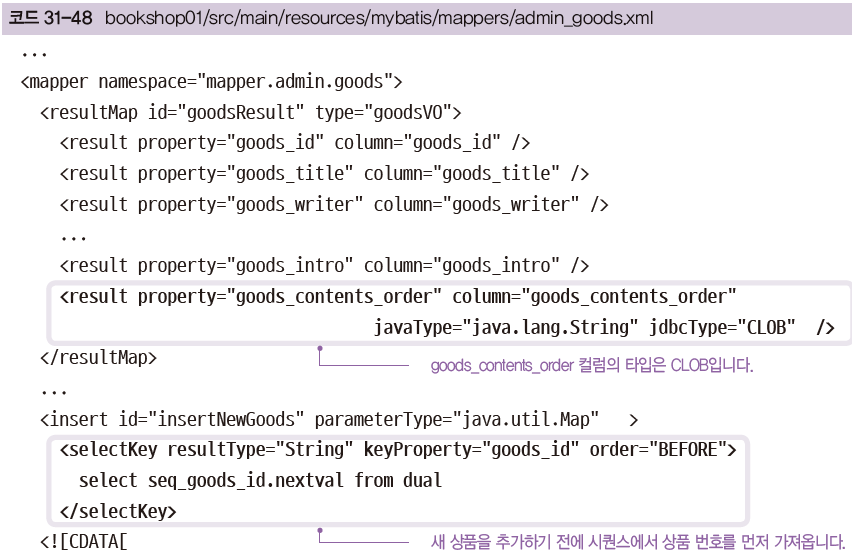 코드 31-48 bookshop01/src/main/resources/mybatis/mappers/admin_goods.xml
...
<mapper namespace="mapper.admin.goods">
<resultMap id="goodsResult" type="goodsVO">
<result property="goods_id" column="goods_id" />
<result property="goods_title" column="goods_title" />
<result property="goods_writer" column="goods_writer" />
...
<result property="goods_intro" column="goods_intro" />
<result property="goods_contents_order" column="goods_contents_order"
javaType="java.lang.String" jdbcType="CLOB" />
</resultMap>
goods_contents_order 컬럼의 타입은 CLOB입니다.
...
<insert id="insertNewGoods" parameterType="java.util.Map" >
<selectKey resultType="String" keyProperty="goods_id" order="BEFORE">
select seq_goods_id.nextval from dual
</selectKey>
<![CDATA[
새 상품을 추가하기 전에 시퀀스에서 상품 번호를 먼저 가져옵니다.